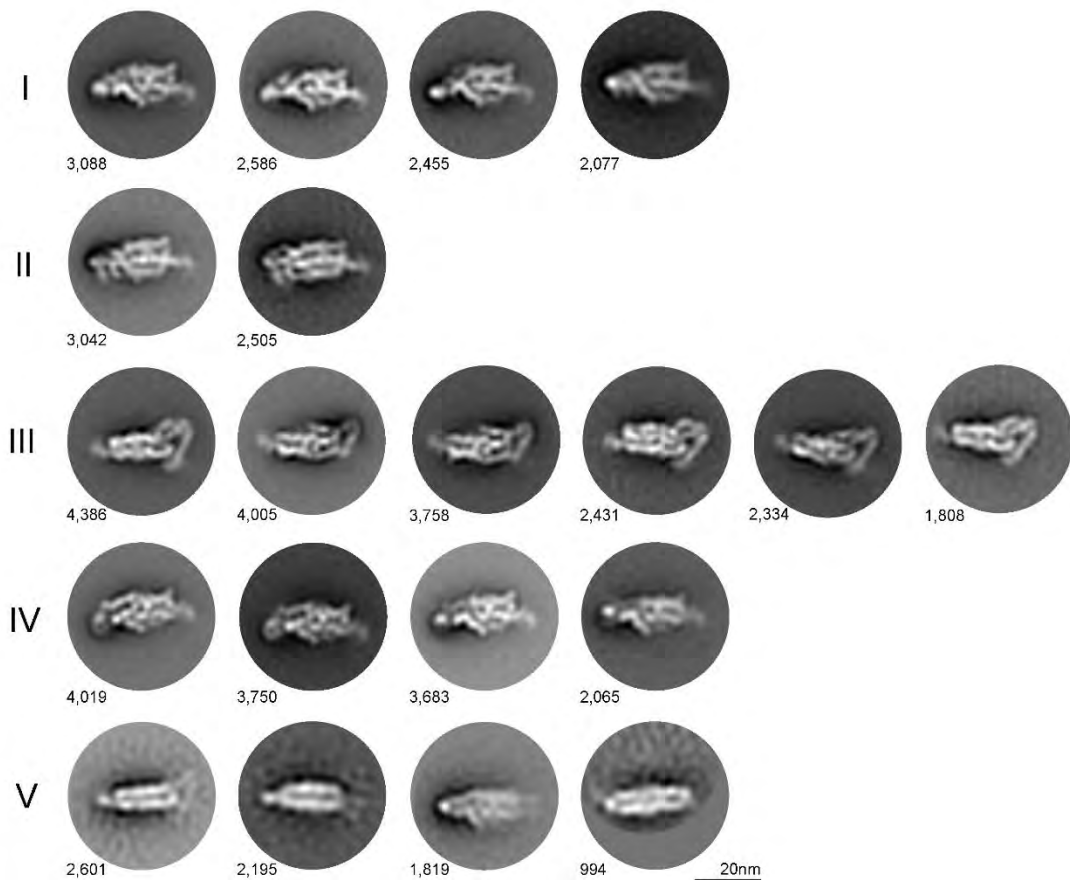 I
3,088 2,586 2,455 2,077
II
3,042 2,505
III
4,386 4,005 3,758 2,431 2,334 1,808
IV
4,019 3,750 3,683 2,065
V
2,601 2,195 1,819 994 20nm